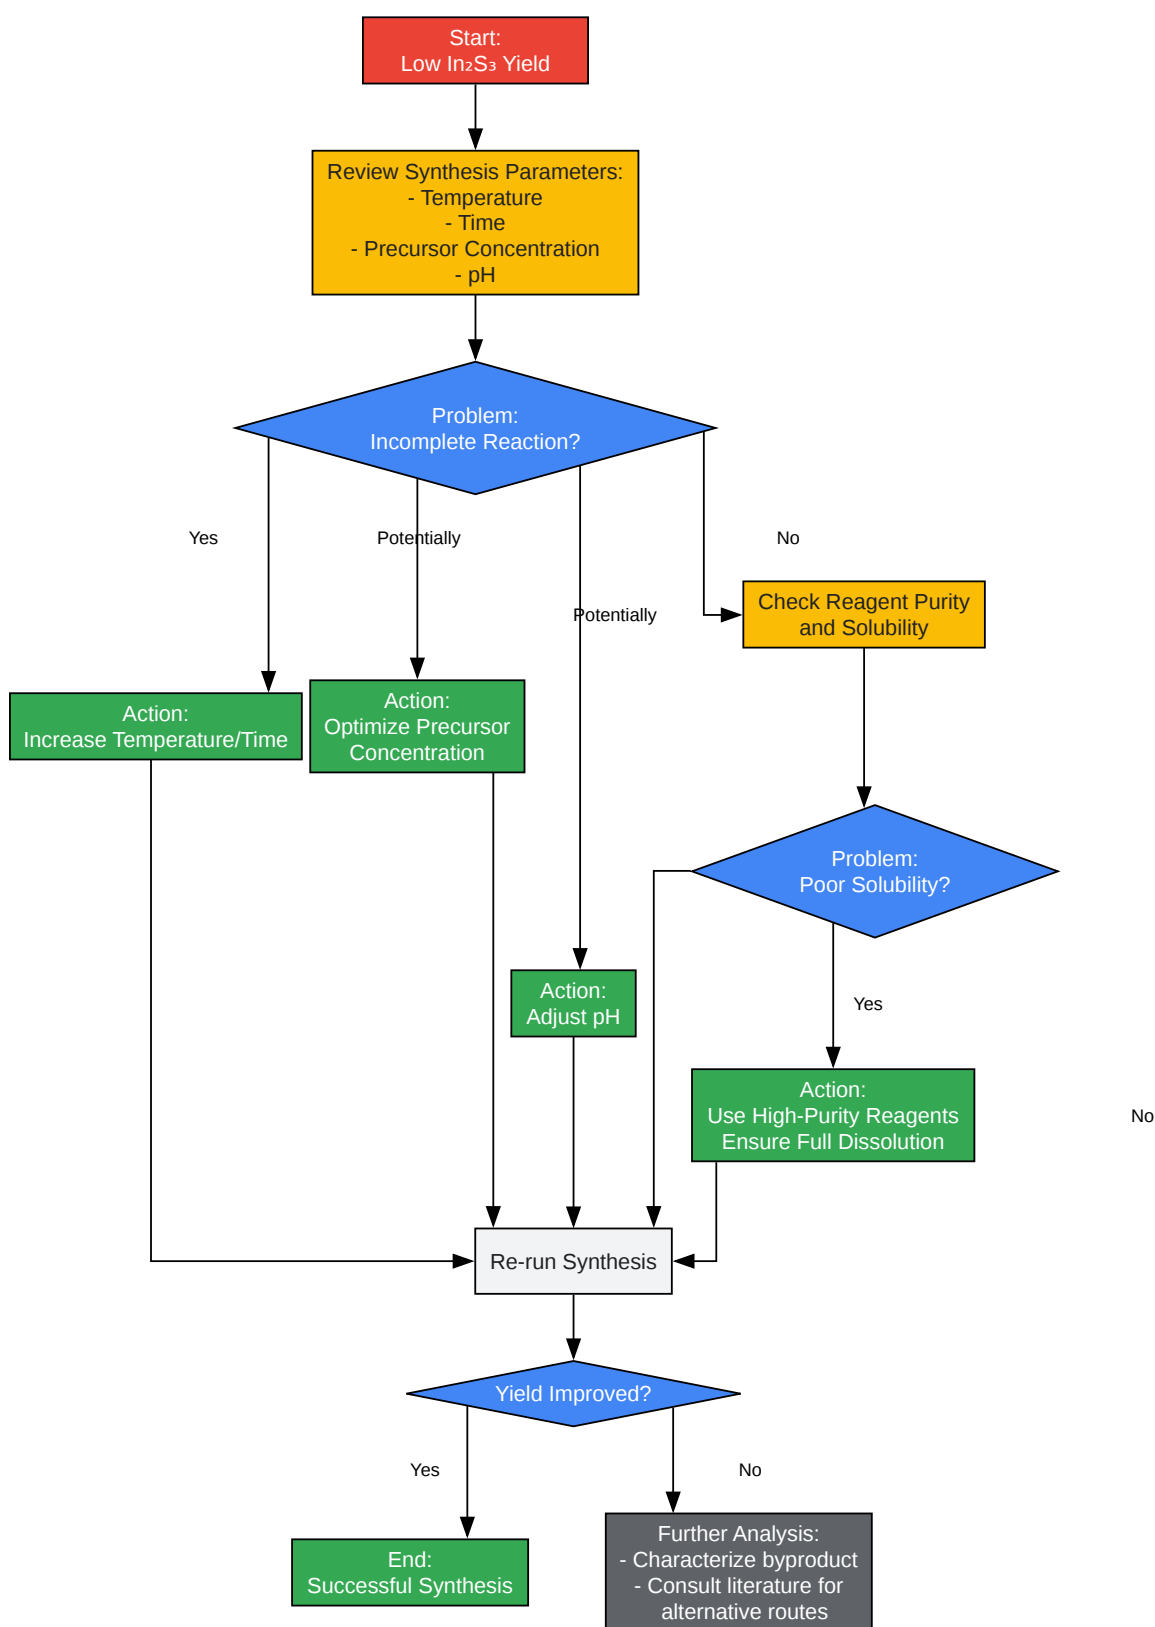 Start:
Low In₂S₃ Yield
Review Synthesis Parameters:
- Temperature
- Time
- Precursor Concentration
- pH
Problem:
Incomplete Reaction?
Yes
Potentially
No
Potentially
Check Reagent Purity
and Solubility
Action:
Increase Temperature/Time
Action:
Optimize Precursor
Concentration
Problem:
Poor Solubility?
Action:
Adjust pH
Yes
Action:
Use High-Purity Reagents
Ensure Full Dissolution
No
Re-run Synthesis
Yield Improved?
Yes
No
End:
Successful Synthesis
Further Analysis:
- Characterize byproduct
- Consult literature for
alternative routes